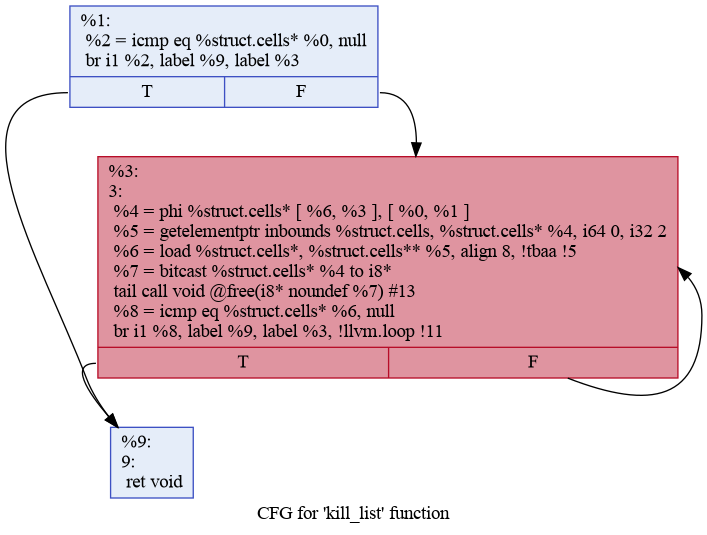 %1:
%2 = icmp eq %struct.cells* %0, null
br i1 %2, label %9, label %3
T
F
%3:
3:
%4 = phi %struct.cells* [ %6, %3 ], [ %0, %1 ]
%5 = getelementptr inbounds %struct.cells, %struct.cells* %4, i64 0, i32 2
%6 = load %struct.cells*, %struct.cells** %5, align 8, !tbaa !5
%7 = bitcast %struct.cells* %4 to i8*
tail call void @free(i8* noundef %7) #13
%8 = icmp eq %struct.cells* %6, null
br i1 %8, label %9, label %3, !llvm.loop !11
T
F
%9:
9:
ret void
CFG for 'kill_list' function